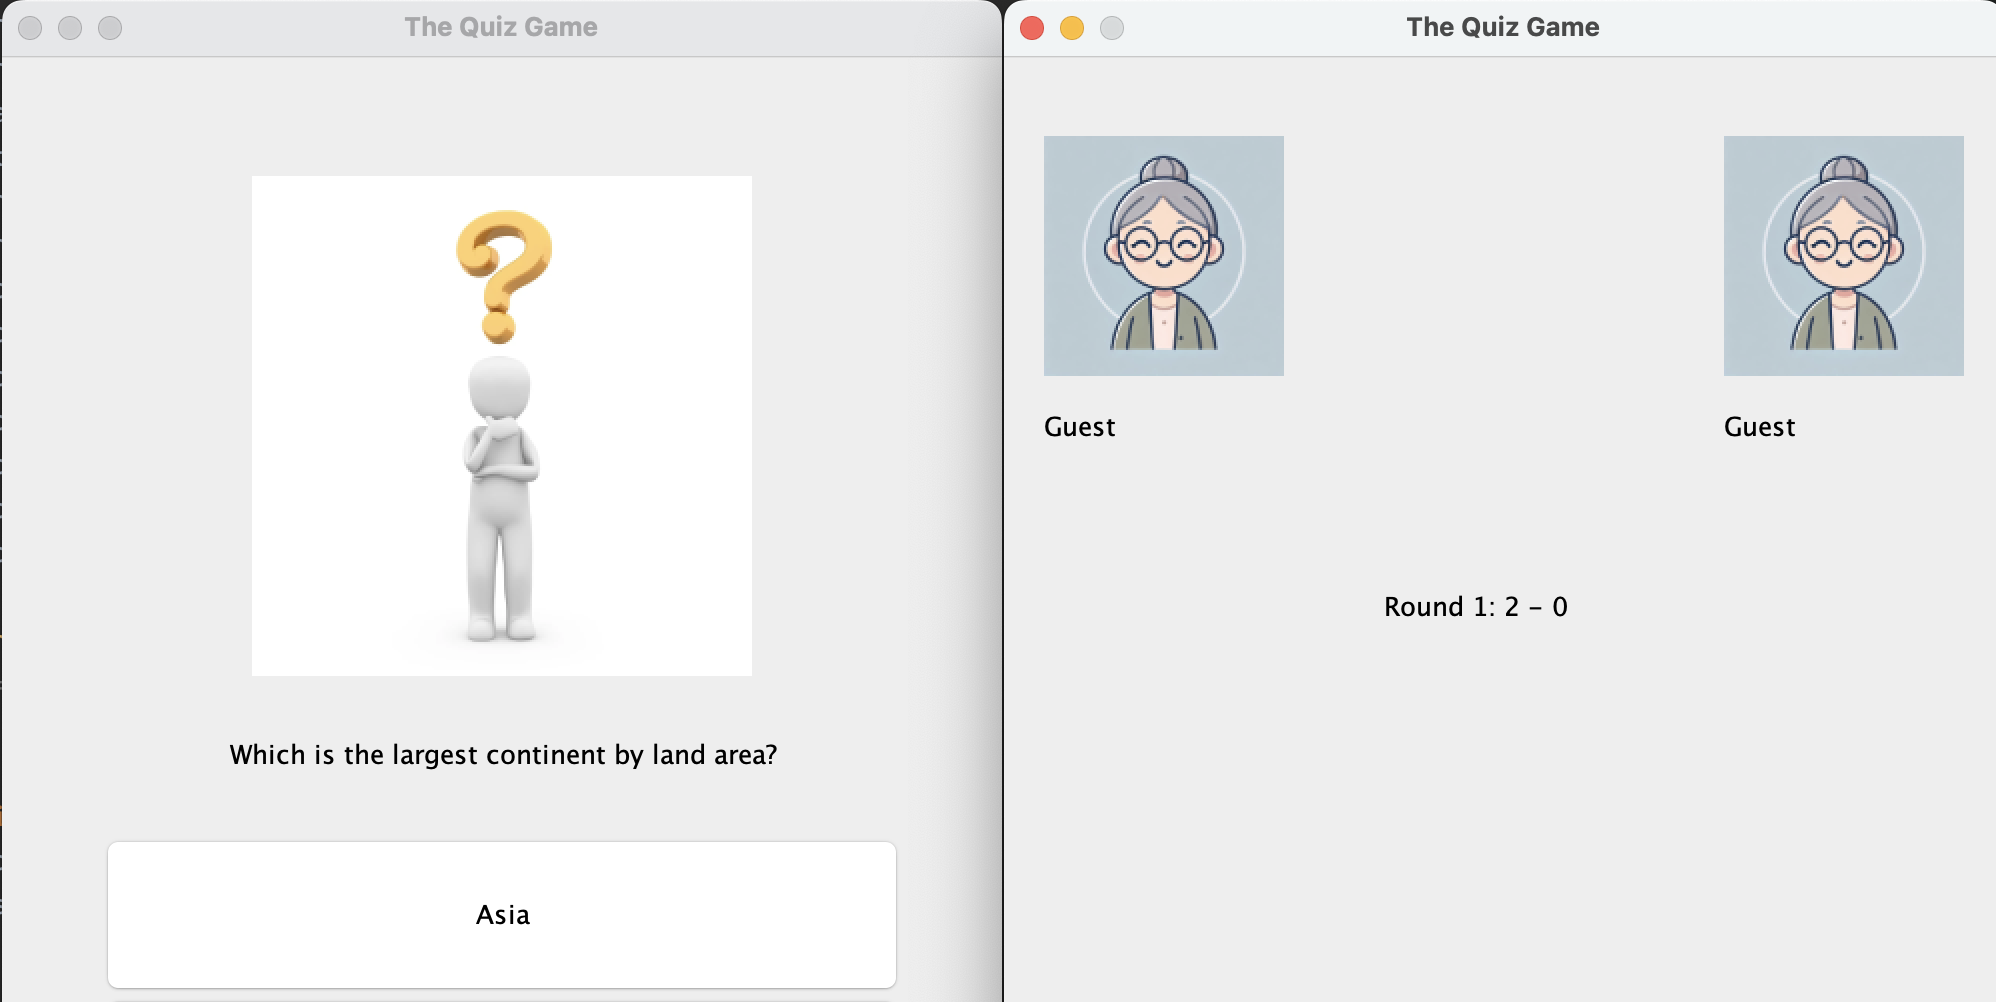 The Quiz Game
Which is the largest continent by land area?
Asia
The Quiz Game
Guest
Guest
Round 1: 2 - 0